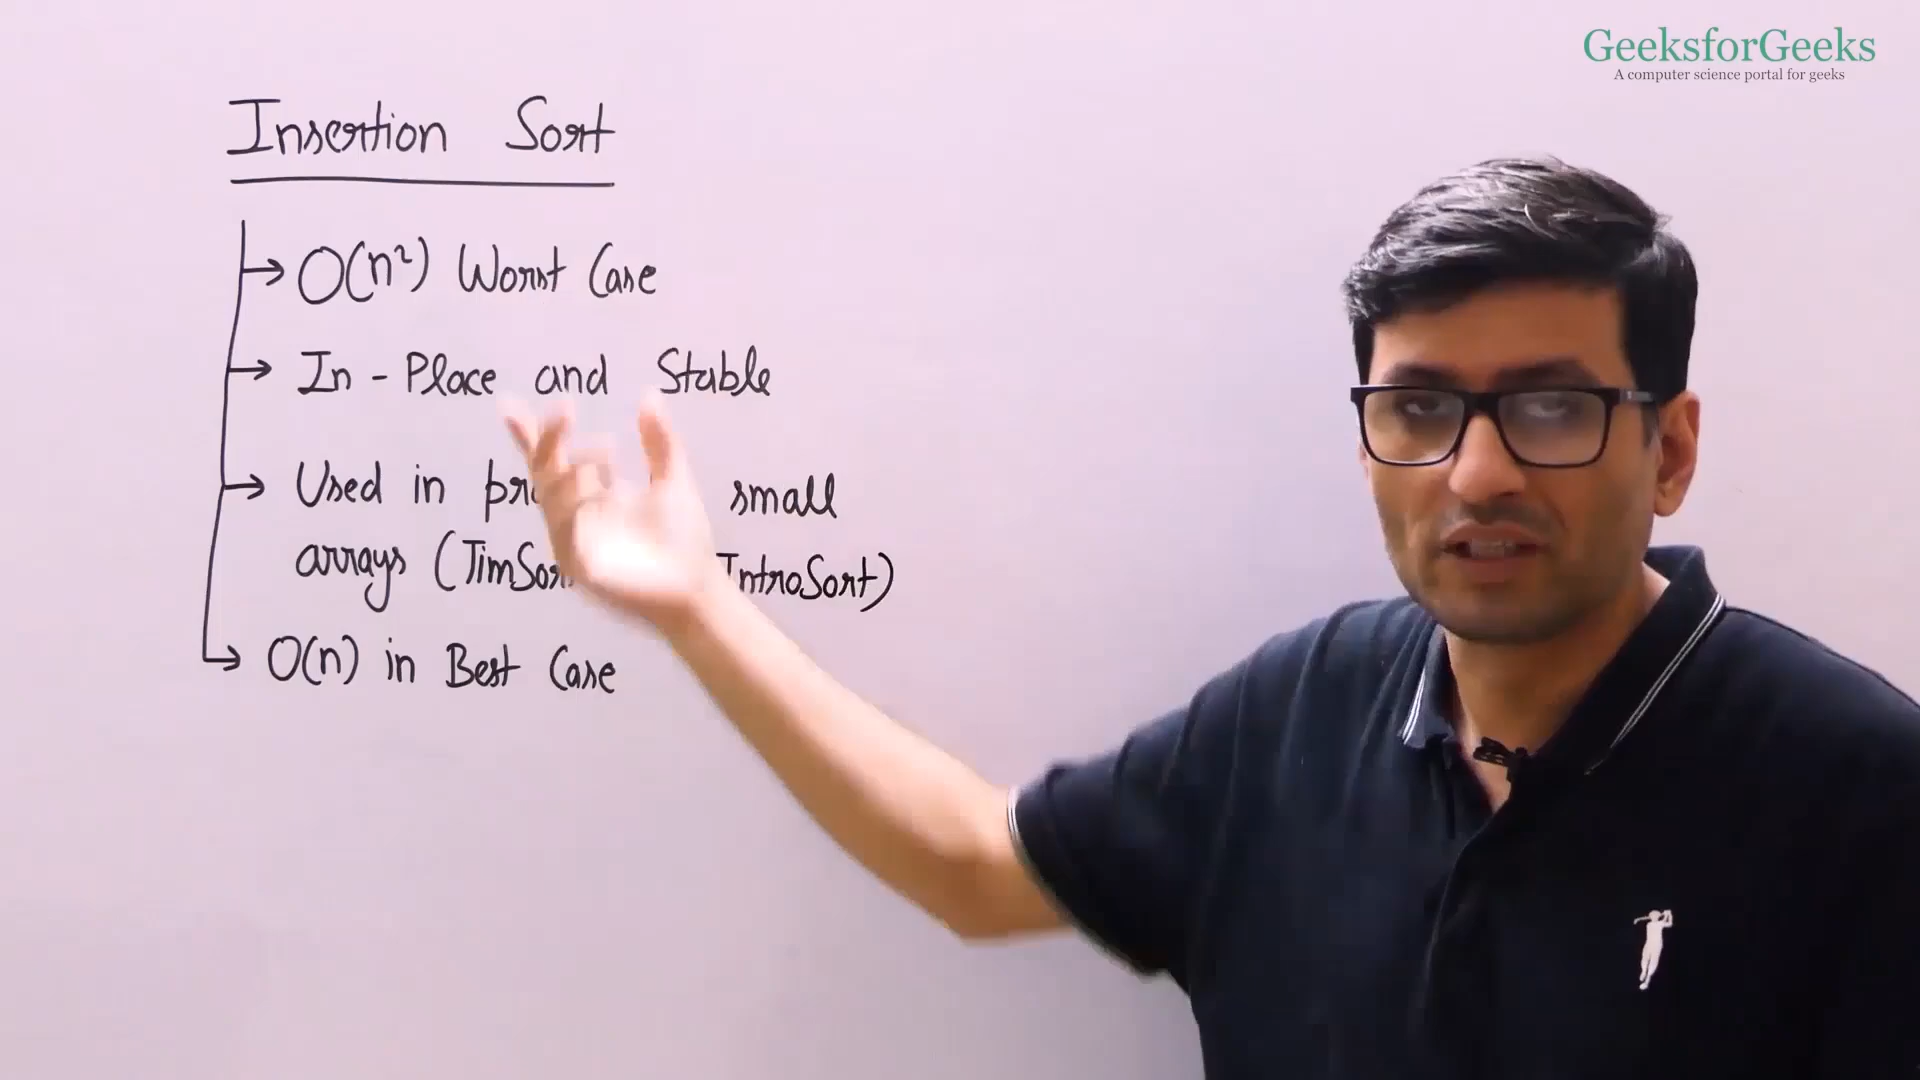 GeeksforGeeks
A computer science portal for geeks
Insertion Sort
O(n²) Worst Case
In-Place and Stable
Used in small
arrays (TimSort IntroSort)
O(n) in Best Case